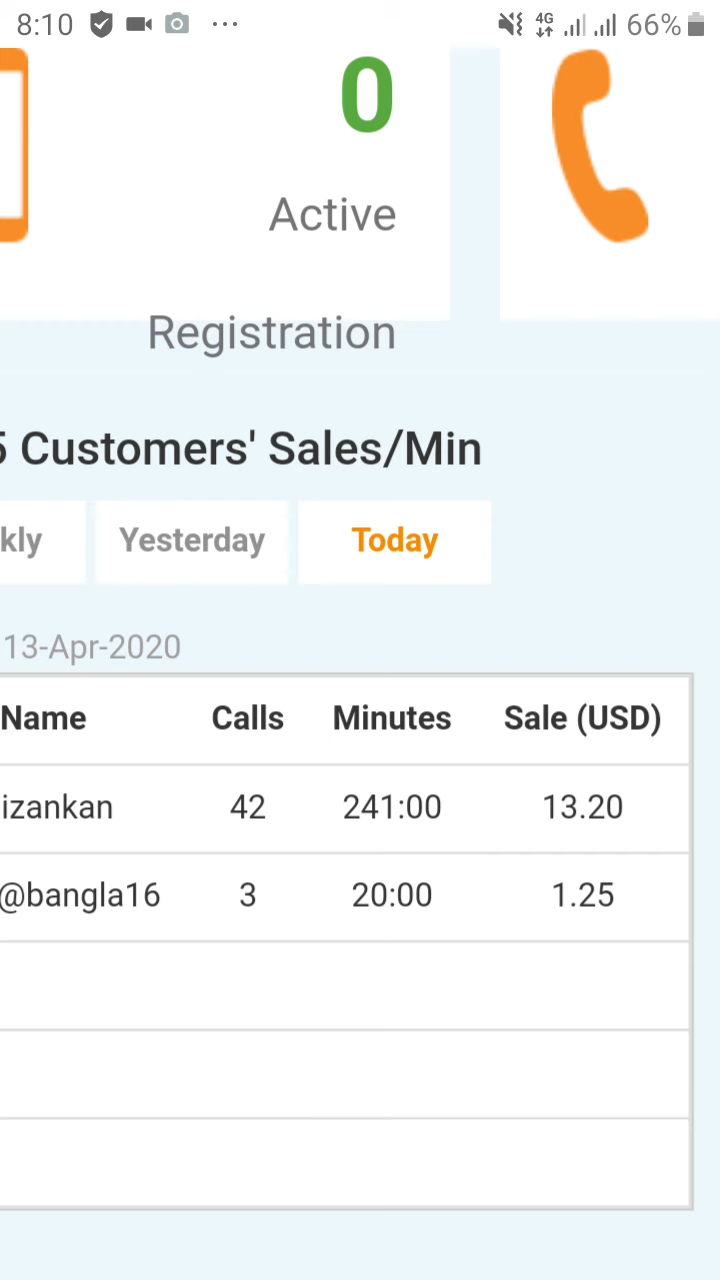 8:10 4G 66%
0
Active
Registration
5 Customers' Sales/Min
kly Yesterday Today
13-Apr-2020
Name Calls Minutes Sale (USD)
izankan 42 241:00 13.20
@bangla16 3 20:00 1.25